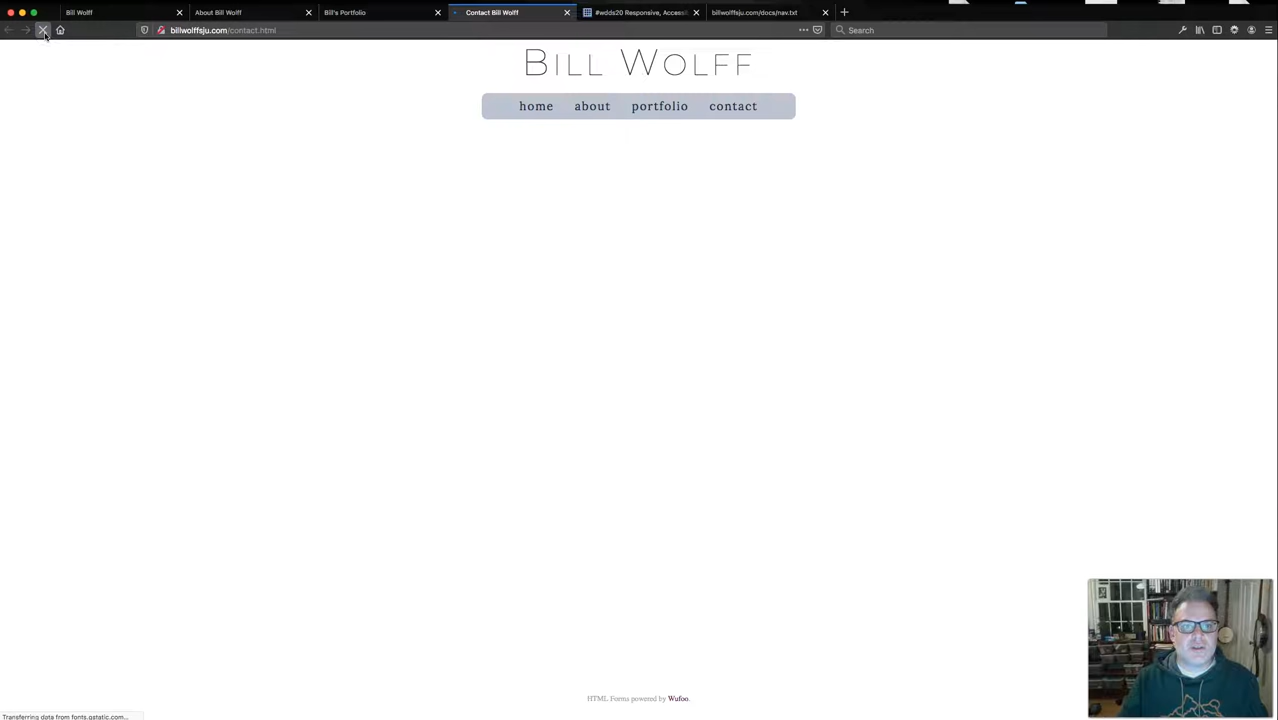 Bill Wolff
About Bill Wolff
Bill's Portfolio
Contact Bill Wolff
#wdds20 Responsive, Accessi
billwolffsju.com/docs/nav.txt
billwolffsju.com/contact.html
Search
Bill Wolff
home about portfolio contact
HTML Forms powered by Wufoo.
Transferring data from fonts.gstatic.com...